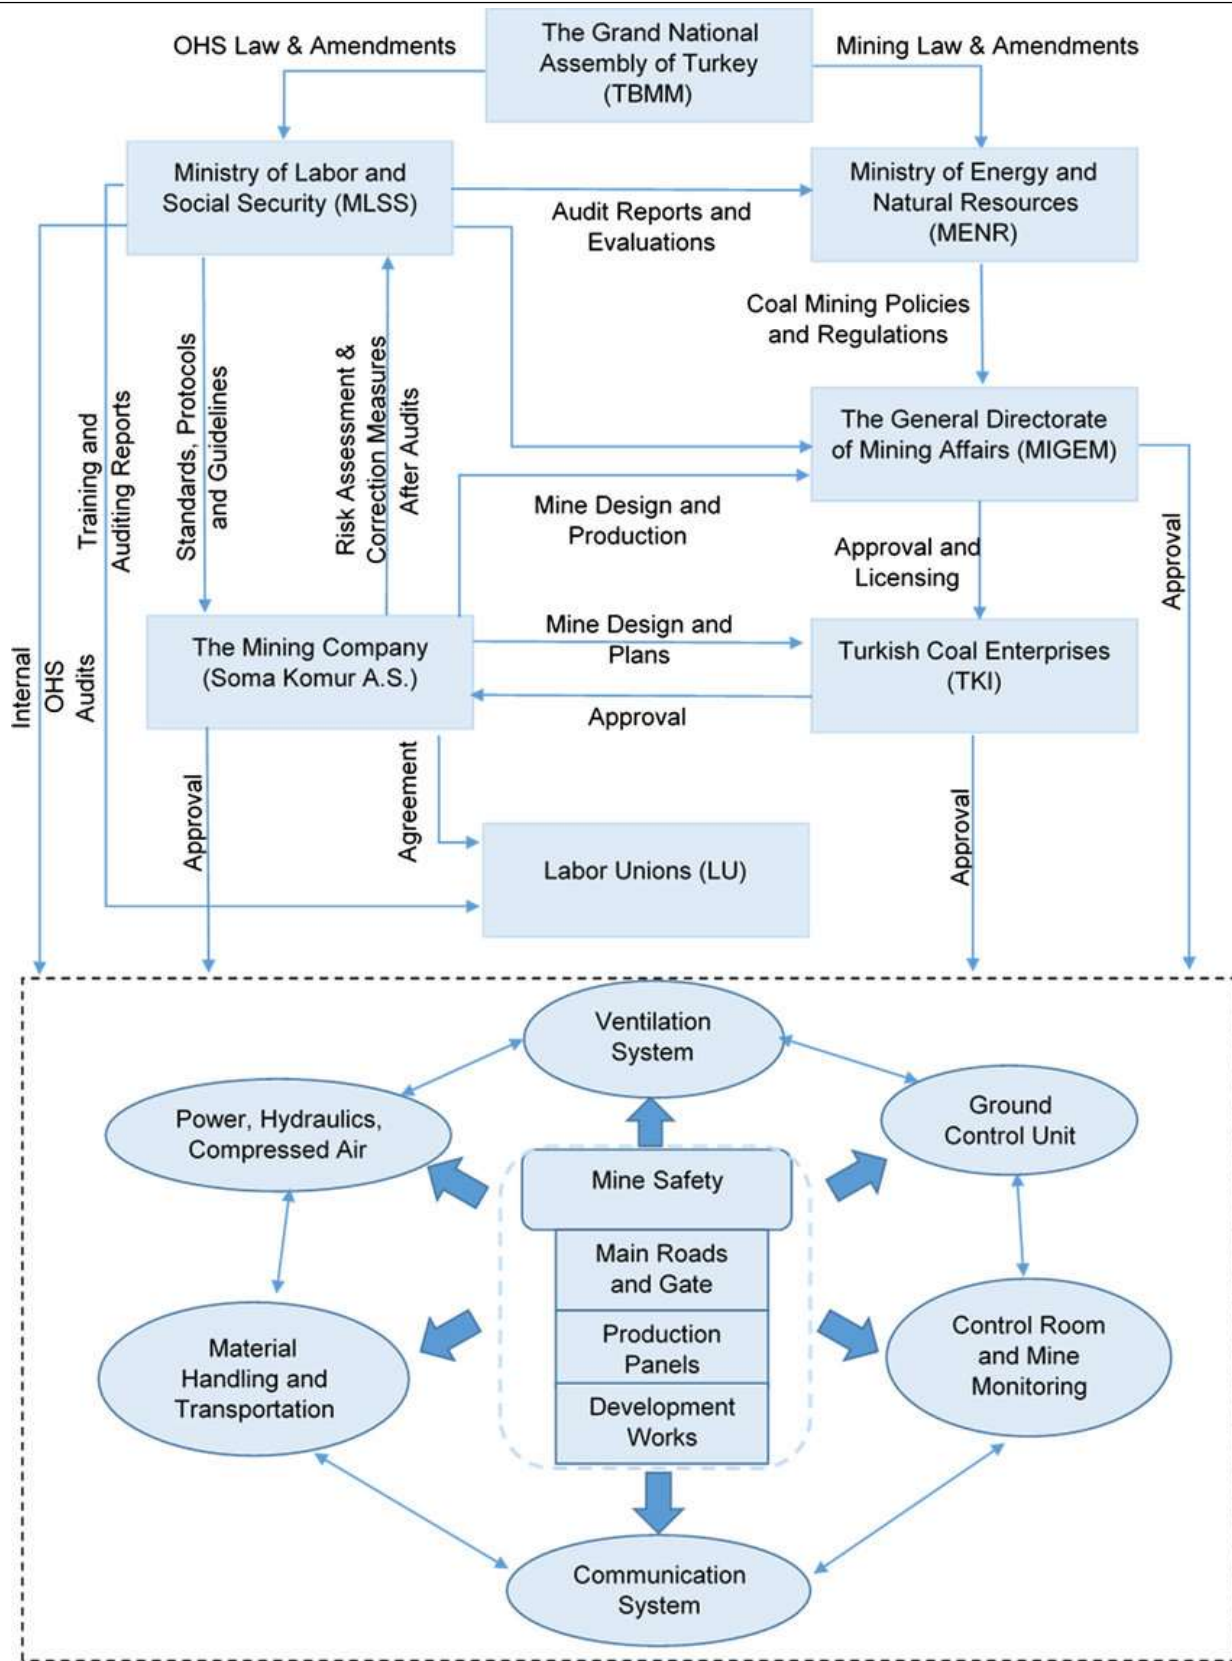 OHS Law & Amendments
The Grand National
Assembly of Turkey
(TBMM)
Mining Law & Amendments
Ministry of Labor and
Social Security (MLSS)
Audit Reports and
Evaluations
Ministry of Energy and
Natural Resources
(MENR)
Coal Mining Policies
and Regulations
Training and
Auditing Reports
Standards, Protocols
and Guidelines
Risk Assessment &
Correction Measures
After Audits
The General Directorate
of Mining Affairs (MIGEM)
Mine Design and
Production
Approval and
Licensing
Approval
Internal
OHS
Audits
The Mining Company
(Soma Komur A.S.)
Mine Design and
Plans
Turkish Coal Enterprises
(TKI)
Approval
Approval
Agreement
Labor Unions (LU)
Approval
Ventilation
System
Power, Hydraulics,
Compressed Air
Ground
Control Unit
Mine Safety
Main Roads
and Gate
Production
Panels
Development
Works
Material
Handling and
Transportation
Control Room
and Mine
Monitoring
Communication
System